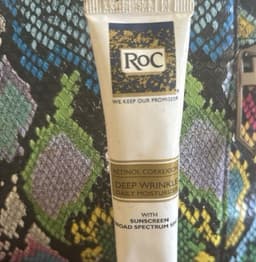 RoC
WE KEEP OUR PROMISES
RETINOL CORREXION
DEEP WRINKLE
DAILY MOISTURIZER
WITH
SUNSCREEN
BROAD SPECTRUM